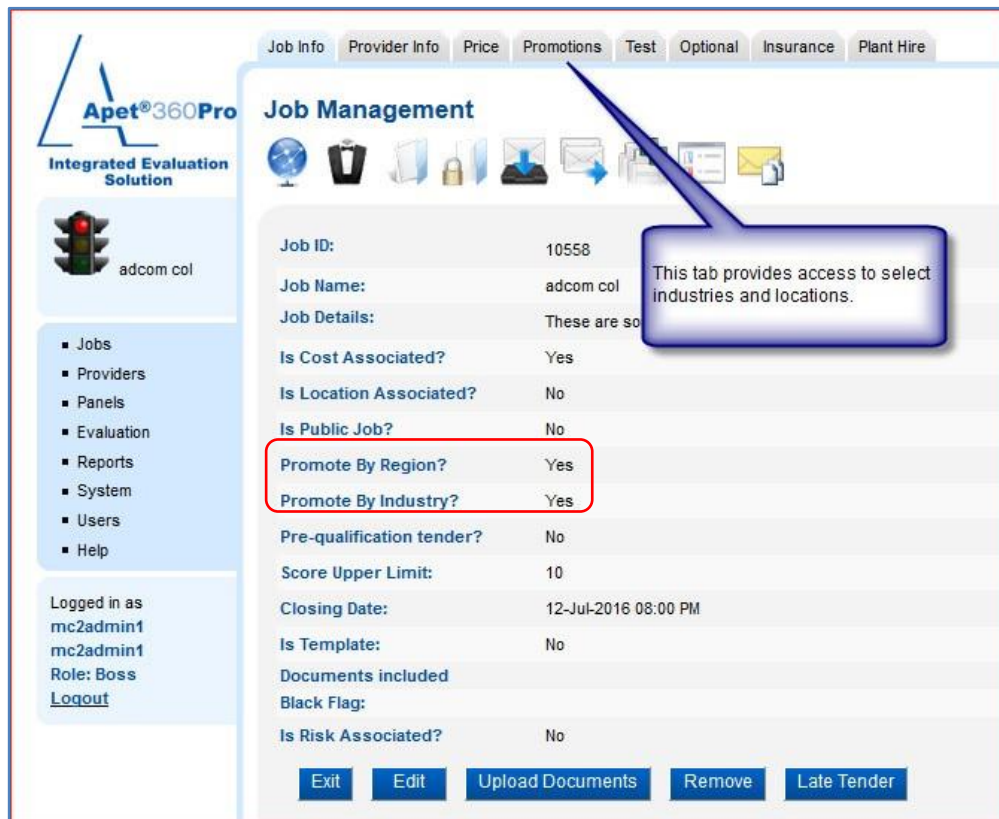 Job Info Provider Info Price Promotions Test Optional Insurance Plant Hire
Apet®360Pro
Integrated Evaluation
Solution
adcom col
Jobs
Providers
Panels
Evaluation
Reports
System
Users
Help
Logged in as
mc2admin1
mc2admin1
Role: Boss
Logout
Job Management
This tab provides access to select
industries and locations.
Job ID: 10558
Job Name: adcom col
Job Details: These are so
Is Cost Associated? Yes
Is Location Associated? No
Is Public Job? No
Promote By Region? Yes
Promote By Industry? Yes
Pre-qualification tender? No
Score Upper Limit: 10
Closing Date: 12-Jul-2016 08:00 PM
Is Template: No
Documents included
Black Flag:
Is Risk Associated? No
Exit Edit Upload Documents Remove Late Tender